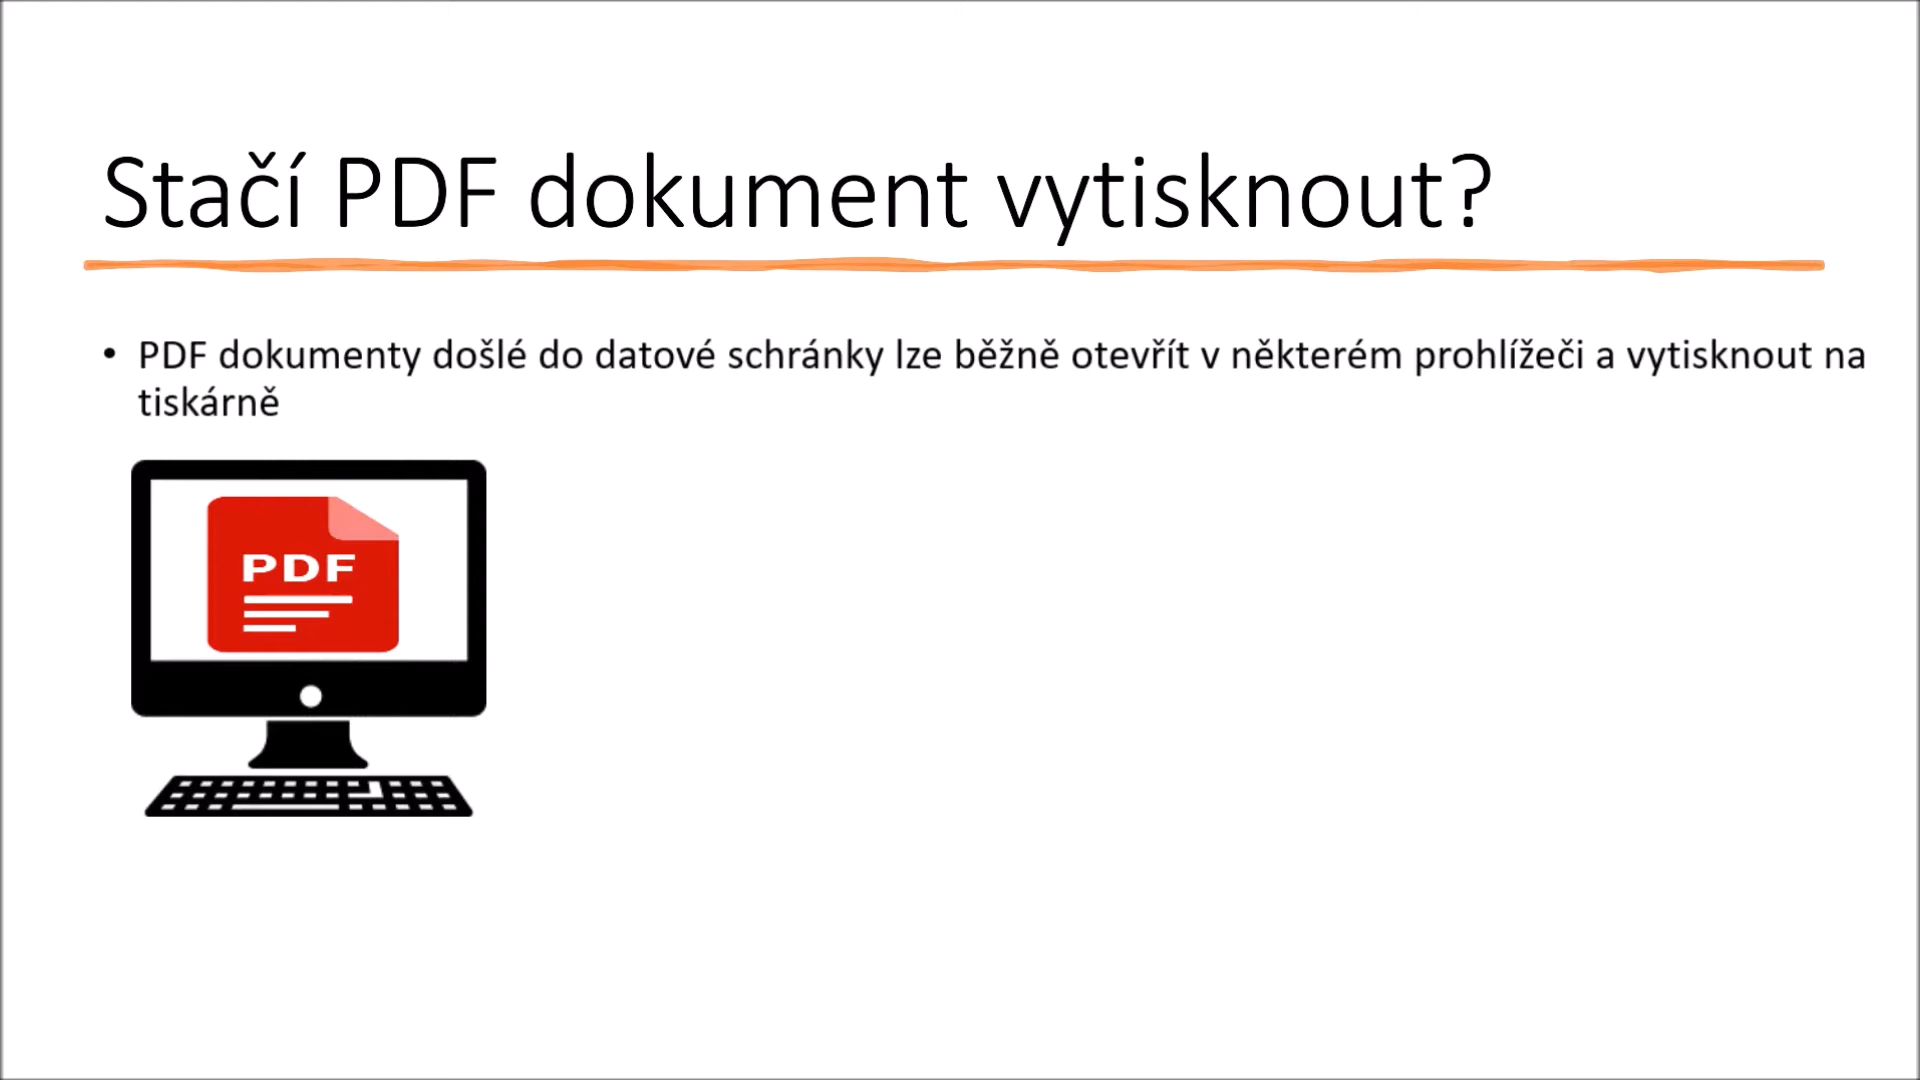 Stačí PDF dokument vytisknout?
• PDF dokumenty došlé do datové schránky lze běžně otevřít v některém prohlížeči a vytisknout na
tiskárně
PDF